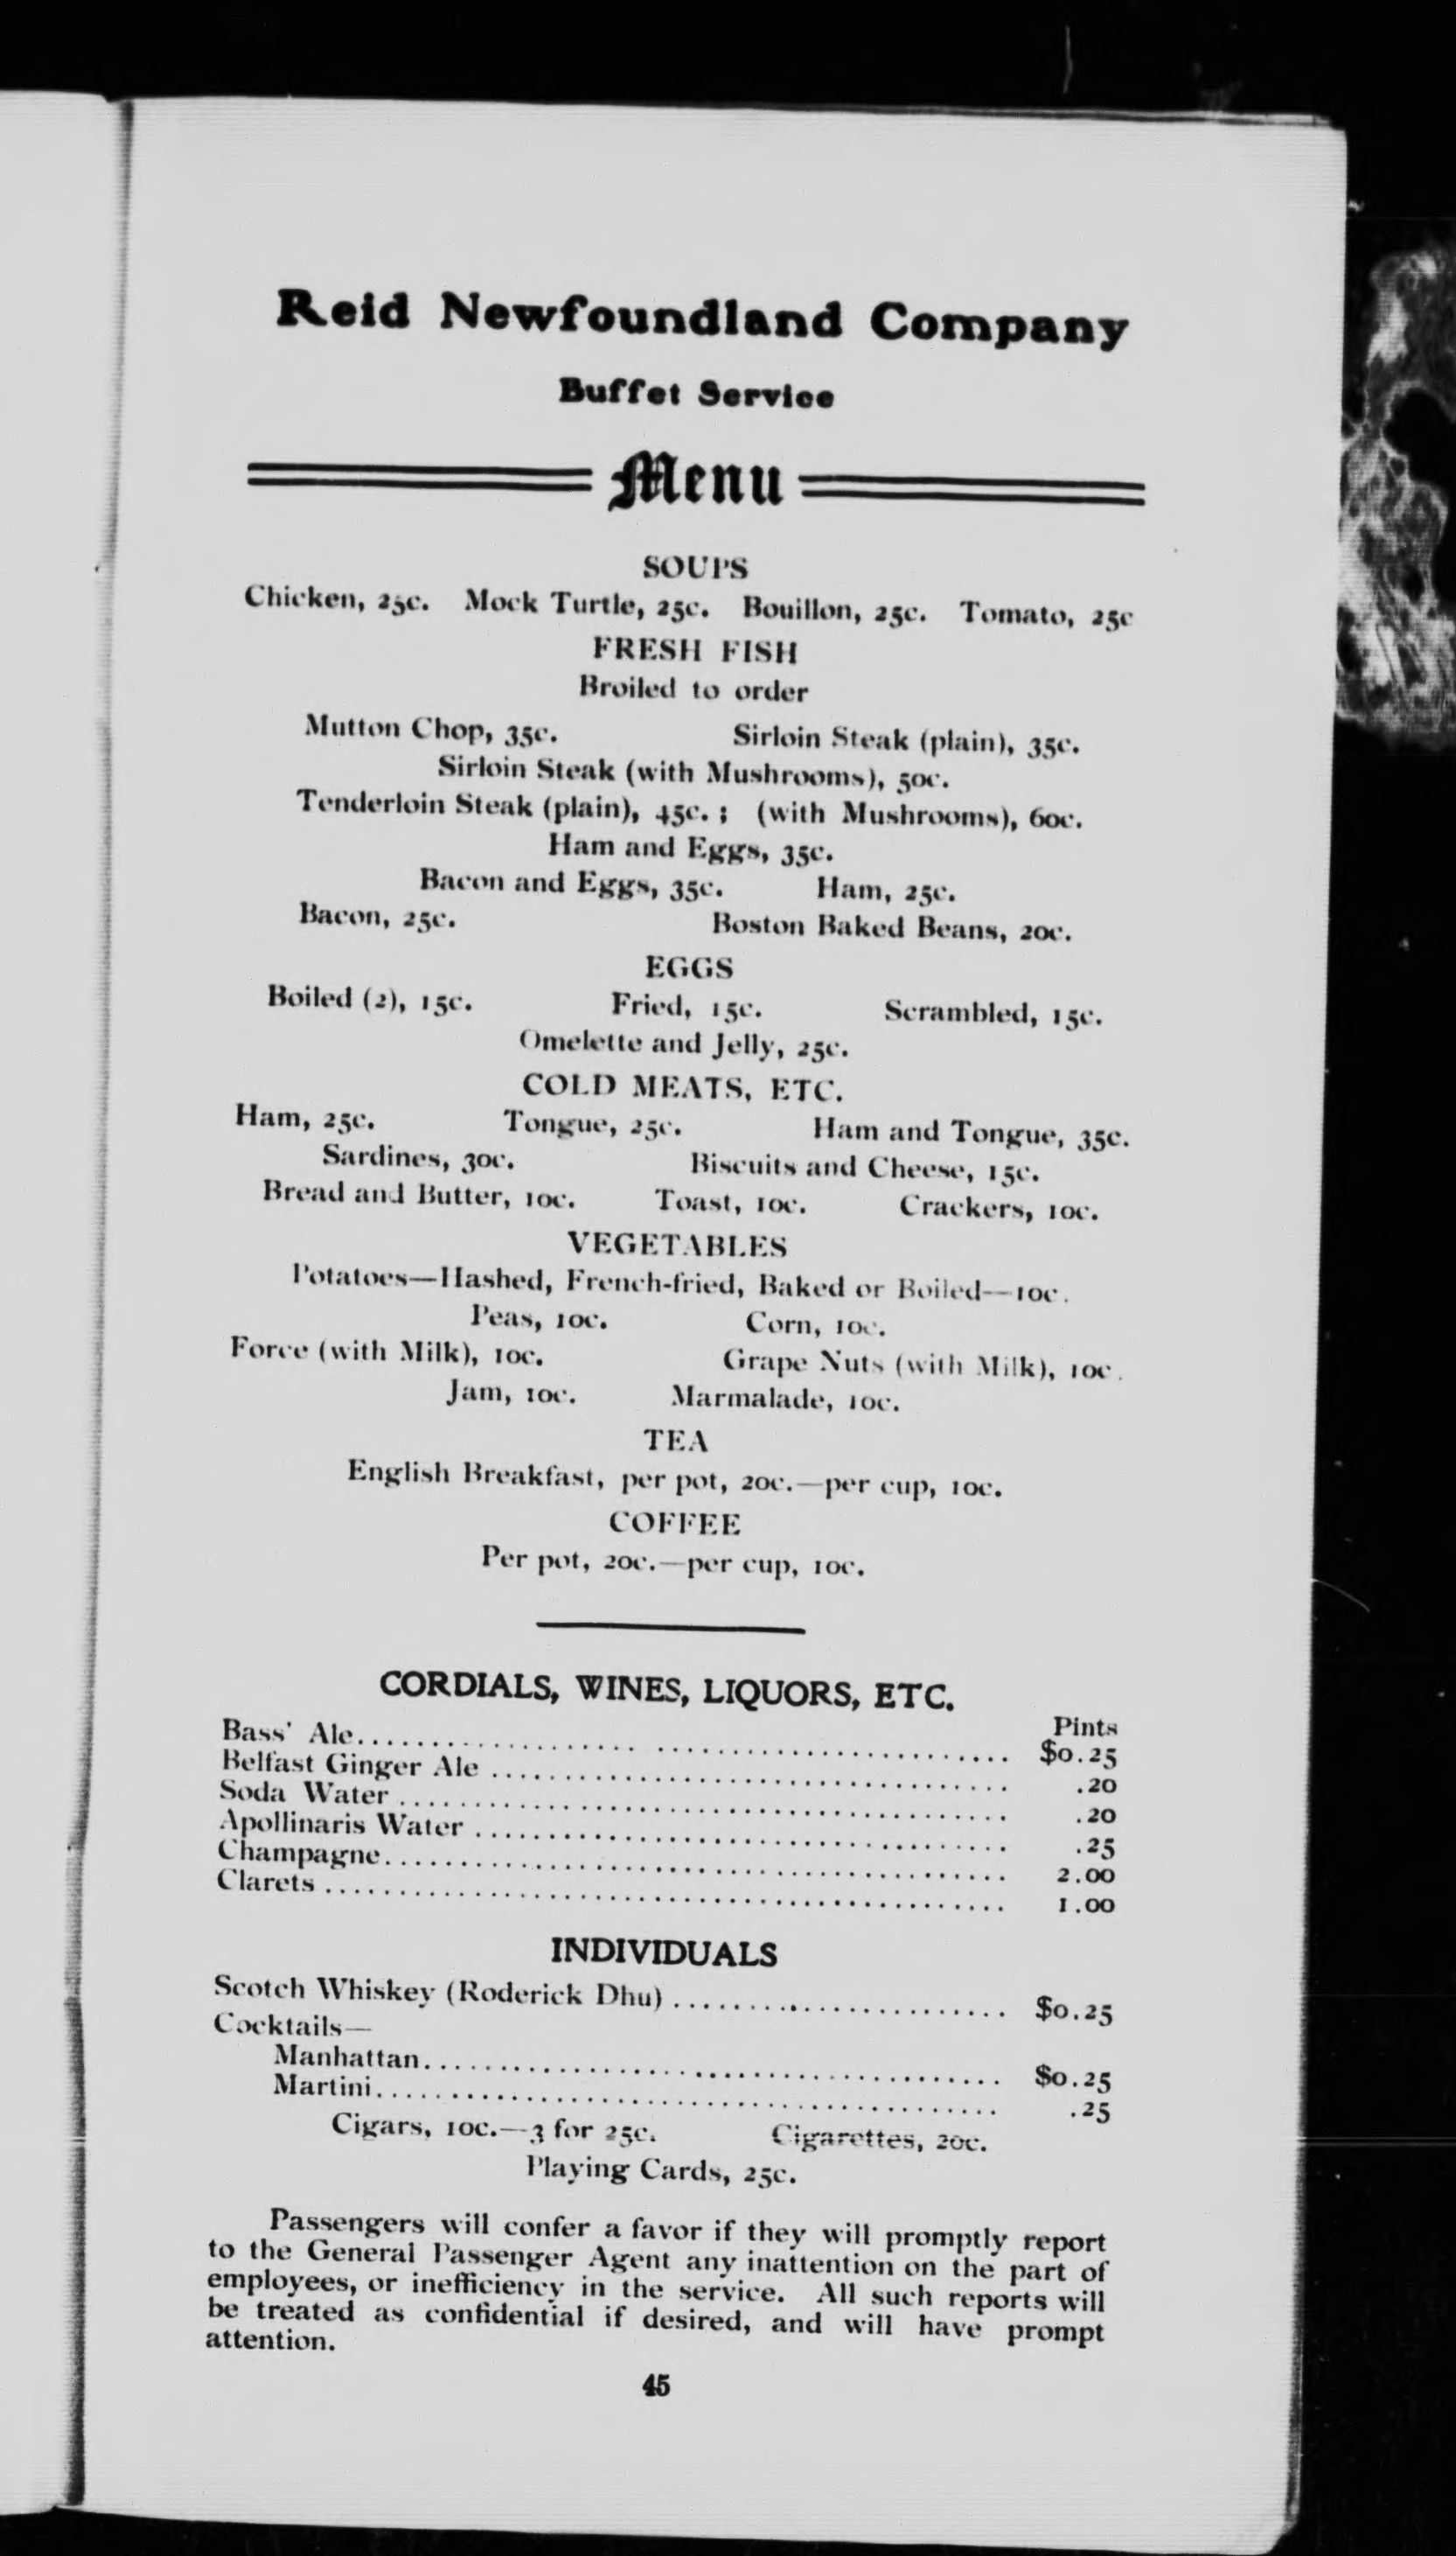 Reid Newfoundland Company
Buffet Service
Menu
SOUPS
Chicken, 25c. Mock Turtle, 25c. Bouillon, 25c. Tomato, 25c
FRESH FISH
Broiled to order
Mutton Chop, 35c. Sirloin Steak (plain), 35c.
Sirloin Steak (with Mushrooms), 50c.
Tenderloin Steak (plain), 45c. ; (with Mushrooms), 60c.
Ham and Eggs, 35c.
Bacon and Eggs, 35c. Ham, 25c.
Bacon, 25c. Boston Baked Beans, 20c.
EGGS
Boiled (2), 15c. Fried, 15c. Scrambled, 15c.
Omelette and Jelly, 25c.
COLD MEATS, ETC.
Ham, 25c. Tongue, 25c. Ham and Tongue, 35c.
Sardines, 30c. Biscuits and Cheese, 15c.
Bread and Butter, 10c. Toast, 10c. Crackers, 10c.
VEGETABLES
Potatoes—Hashed, French-fried, Baked or Boiled—10c.
Peas, 10c. Corn, 10c.
Force (with Milk), 10c. Grape Nuts (with Milk), 10c.
Jam, 10c. Marmalade, 10c.
TEA
English Breakfast, per pot, 20c.—per cup, 10c.
COFFEE
Per pot, 20c.—per cup, 10c.
CORDIALS, WINES, LIQUORS, ETC.
Pints
Bass' Ale........................................ $0.25
Belfast Ginger Ale ................................ .20
Soda Water ........................................ .20
Apollinaris Water ................................. .25
Champagne........................................ 2.00
Clarets .......................................... 1.00
INDIVIDUALS
Scotch Whiskey (Roderick Dhu) ....................... $0.25
Cocktails—
Manhattan....................................... $0.25
Martini.......................................... .25
Cigars, 10c.—3 for 25c. Cigarettes, 20c.
Playing Cards, 25c.
Passengers will confer a favor if they will promptly report
to the General Passenger Agent any inattention on the part of
employees, or inefficiency in the service. All such reports will
be treated as confidential if desired, and will have prompt
attention.
45